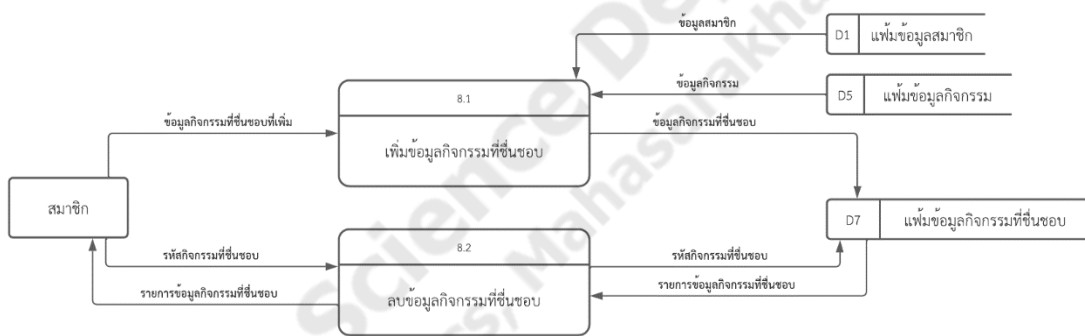 ข้อมูลสมาชิก
D1 แฟ้มข้อมูลสมาชิก
8.1
ข้อมูลกิจกรรม
D5 แฟ้มข้อมูลกิจกรรม
ข้อมูลกิจกรรมที่ชื่นชอบที่เพิ่ม
ข้อมูลกิจกรรมที่ชื่นชอบ
เพิ่มข้อมูลกิจกรรมที่ชื่นชอบ
สมาชิก
D7 แฟ้มข้อมูลกิจกรรมที่ชื่นชอบ
8.2
รหัสกิจกรรมที่ชื่นชอบ
รหัสกิจกรรมที่ชื่นชอบ
รายการข้อมูลกิจกรรมที่ชื่นชอบ
ลบข้อมูลกิจกรรมที่ชื่นชอบ
รายการข้อมูลกิจกรรมที่ชื่นชอบ
Science